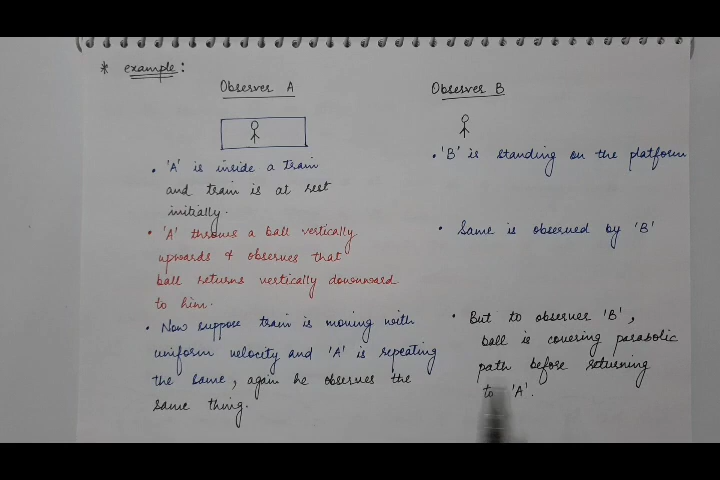 * example:
Observer A
• 'A' is inside a train
and train is at rest
initially.
• 'A' throws a ball vertically
upwards & observes that
ball returns vertically downward
to him.
• Now suppose train is moving with
uniform velocity and 'A' is repeating
the same, again he observes the
same thing.
Observer B
• 'B' is standing on the platform
• Same is observed by 'B'
• But to observer 'B',
ball is covering parabolic
path before returning
to 'A'.